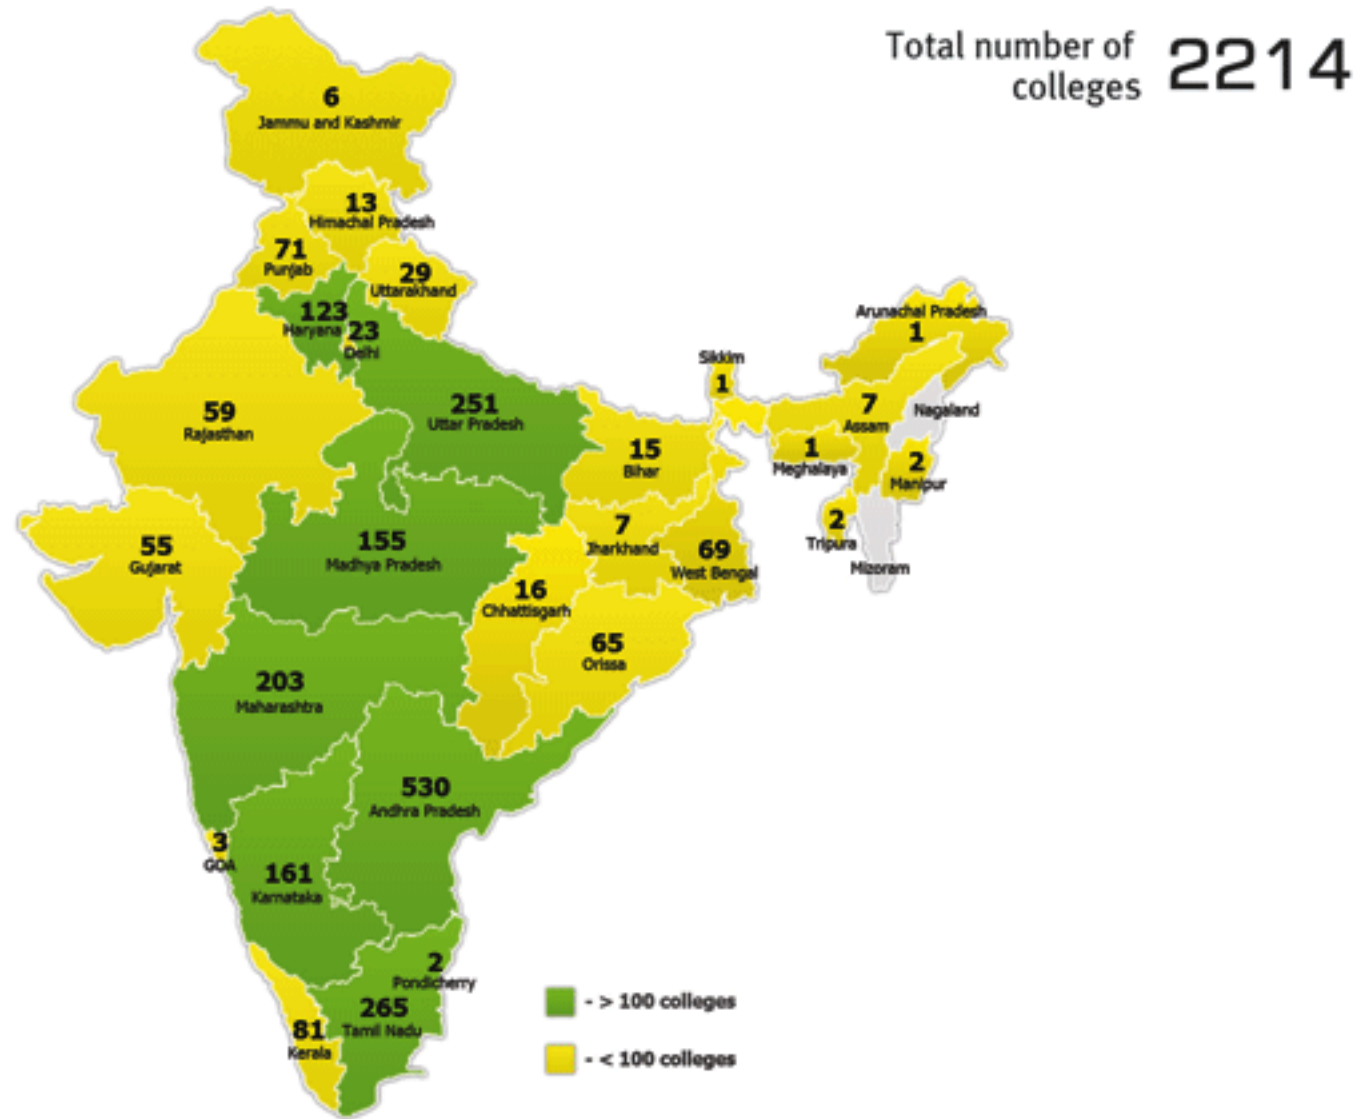 Total number of
colleges
2214
6
Jammu and Kashmir
13
Himachal Pradesh
71
Punjab
29
Uttarakhand
123
Haryana
23
Delhi
Arunachal Pradesh
1
Sikkim
1
59
Rajasthan
251
Uttar Pradesh
7
Assam
Nagaland
15
Bihar
1
Meghalaya
2
Manipur
55
Gujarat
155
Madhya Pradesh
7
Jharkhand
69
West Bengal
2
Tripura
Mizoram
16
Chhattisgarh
65
Orissa
203
Maharashtra
530
Andhra Pradesh
3
GOA
161
Karnataka
2
Pondicherry
265
Tamil Nadu
81
Kerala
- > 100 colleges
- < 100 colleges